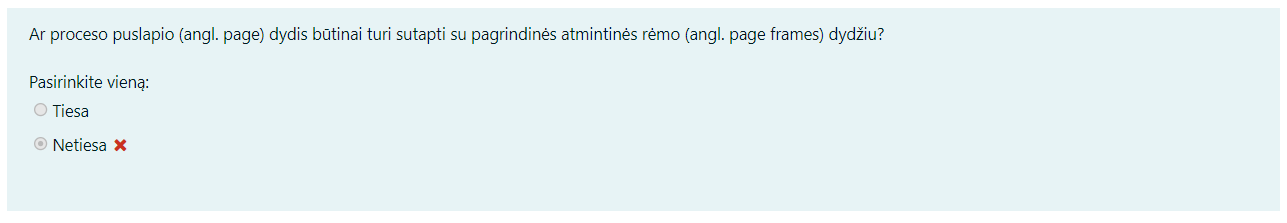 Ar proceso puslapio (angl. page) dydis būtinai turi sutapti su pagrindinės atmintinės rėmo (angl. page frames) dydžiu?
Pasirinkite vieną:
Tiesa
Netiesa